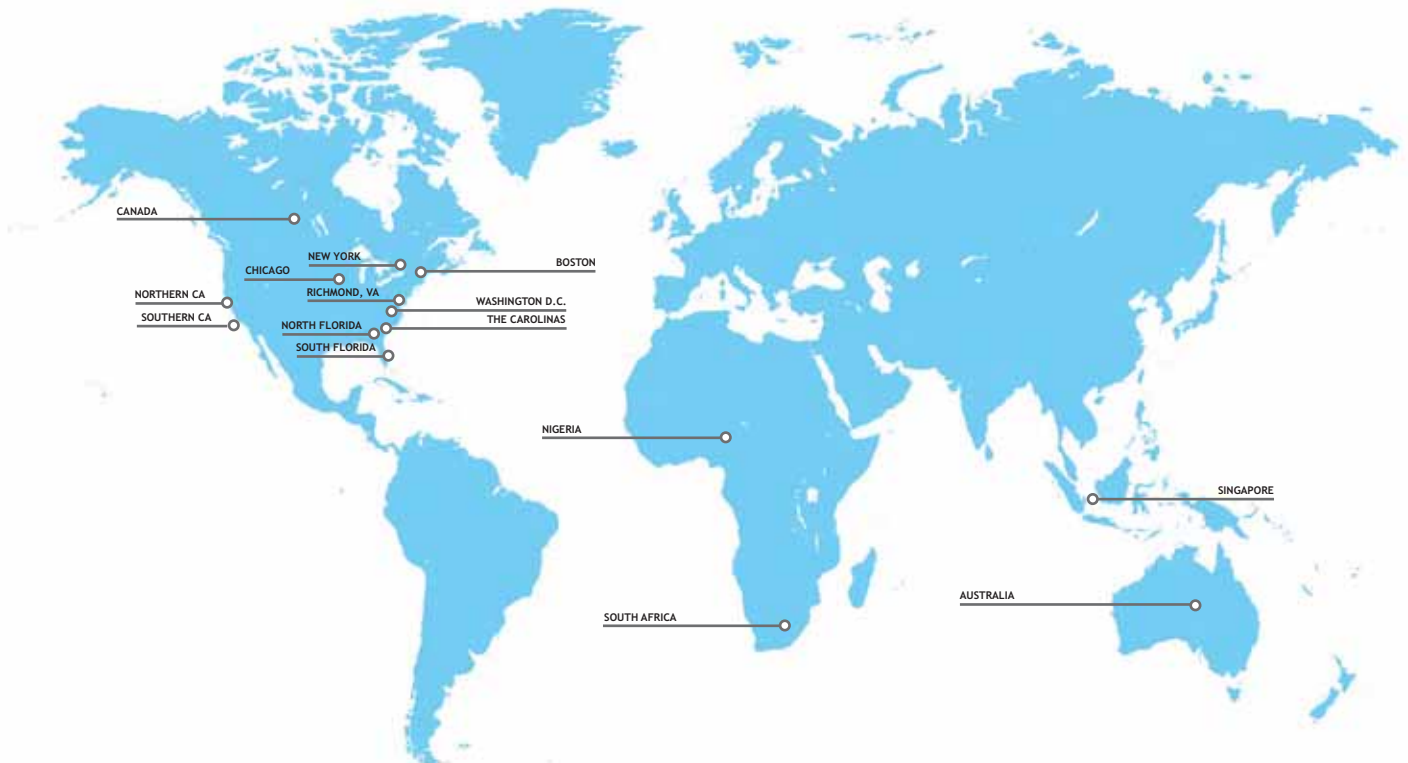 CANADA
NEW YORK
BOSTON
CHICAGO
RICHMOND, VA
NORTHERN CA
WASHINGTON D.C.
SOUTHERN CA
THE CAROLINAS
NORTH FLORIDA
SOUTH FLORIDA
NIGERIA
SINGAPORE
AUSTRALIA
SOUTH AFRICA